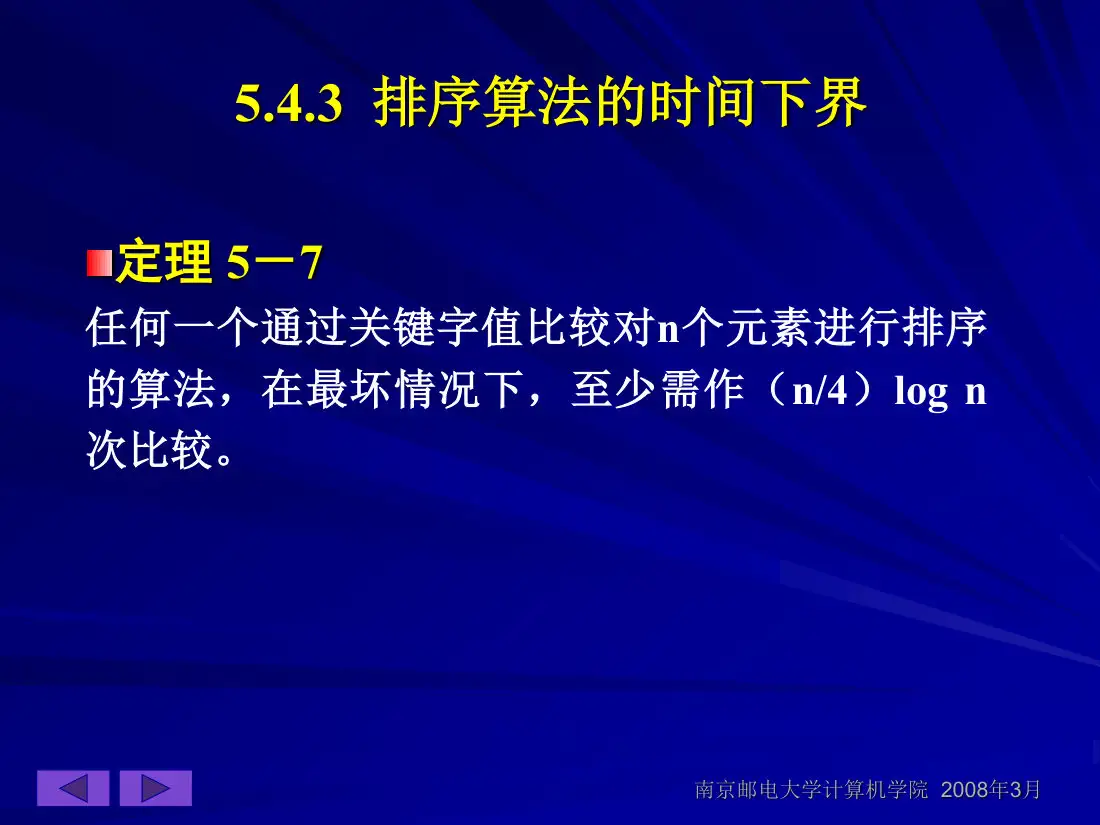 5.4.3 排序算法的时间下界
定理 5－7
任何一个通过关键字值比较对n个元素进行排序
的算法，在最坏情况下，至少需作（n/4）log n
次比较。
南京邮电大学计算机学院 2008年3月